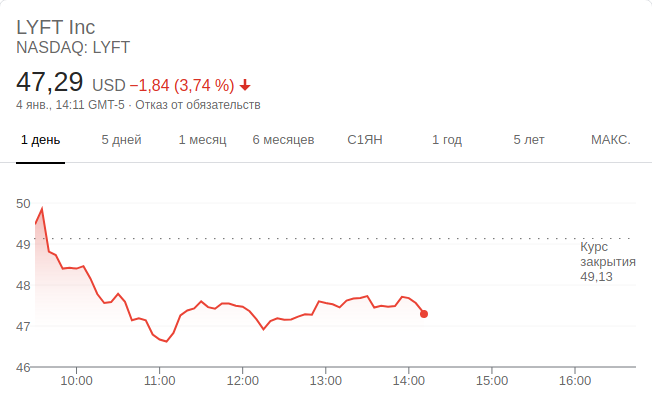 LYFT Inc
NASDAQ: LYFT
47,29 USD −1,84 (3,74 %)
4 янв., 14:11 GMT-5 · Отказ от обязательств
1 день 5 дней 1 месяц 6 месяцев С1ЯН 1 год 5 лет МАКС.
50
49
Курс
закрытия
49,13
48
47
46
10:00 11:00 12:00 13:00 14:00 15:00 16:00